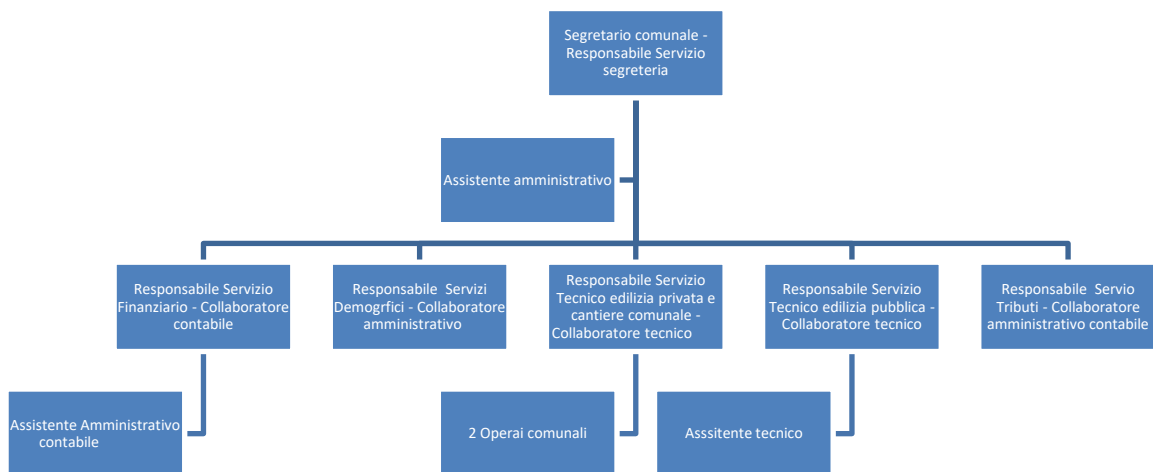 Segretario comunale -
Responsabile Servizio
segreteria
Assistente amministrativo
Responsabile Servizio
Finanziario - Collaboratore
contabile
Responsabile Servizi
Demogrfici - Collaboratore
amministrativo
Responsabile Servizio
Tecnico edilizia privata e
cantiere comunale -
Collaboratore tecnico
Responsabile Servizio
Tecnico edilizia pubblica -
Collaboratore tecnico
Responsabile Servio
Tributi - Collaboratore
amministrativo contabile
Assistente Amministrativo
contabile
2 Operai comunali
Asssitente tecnico